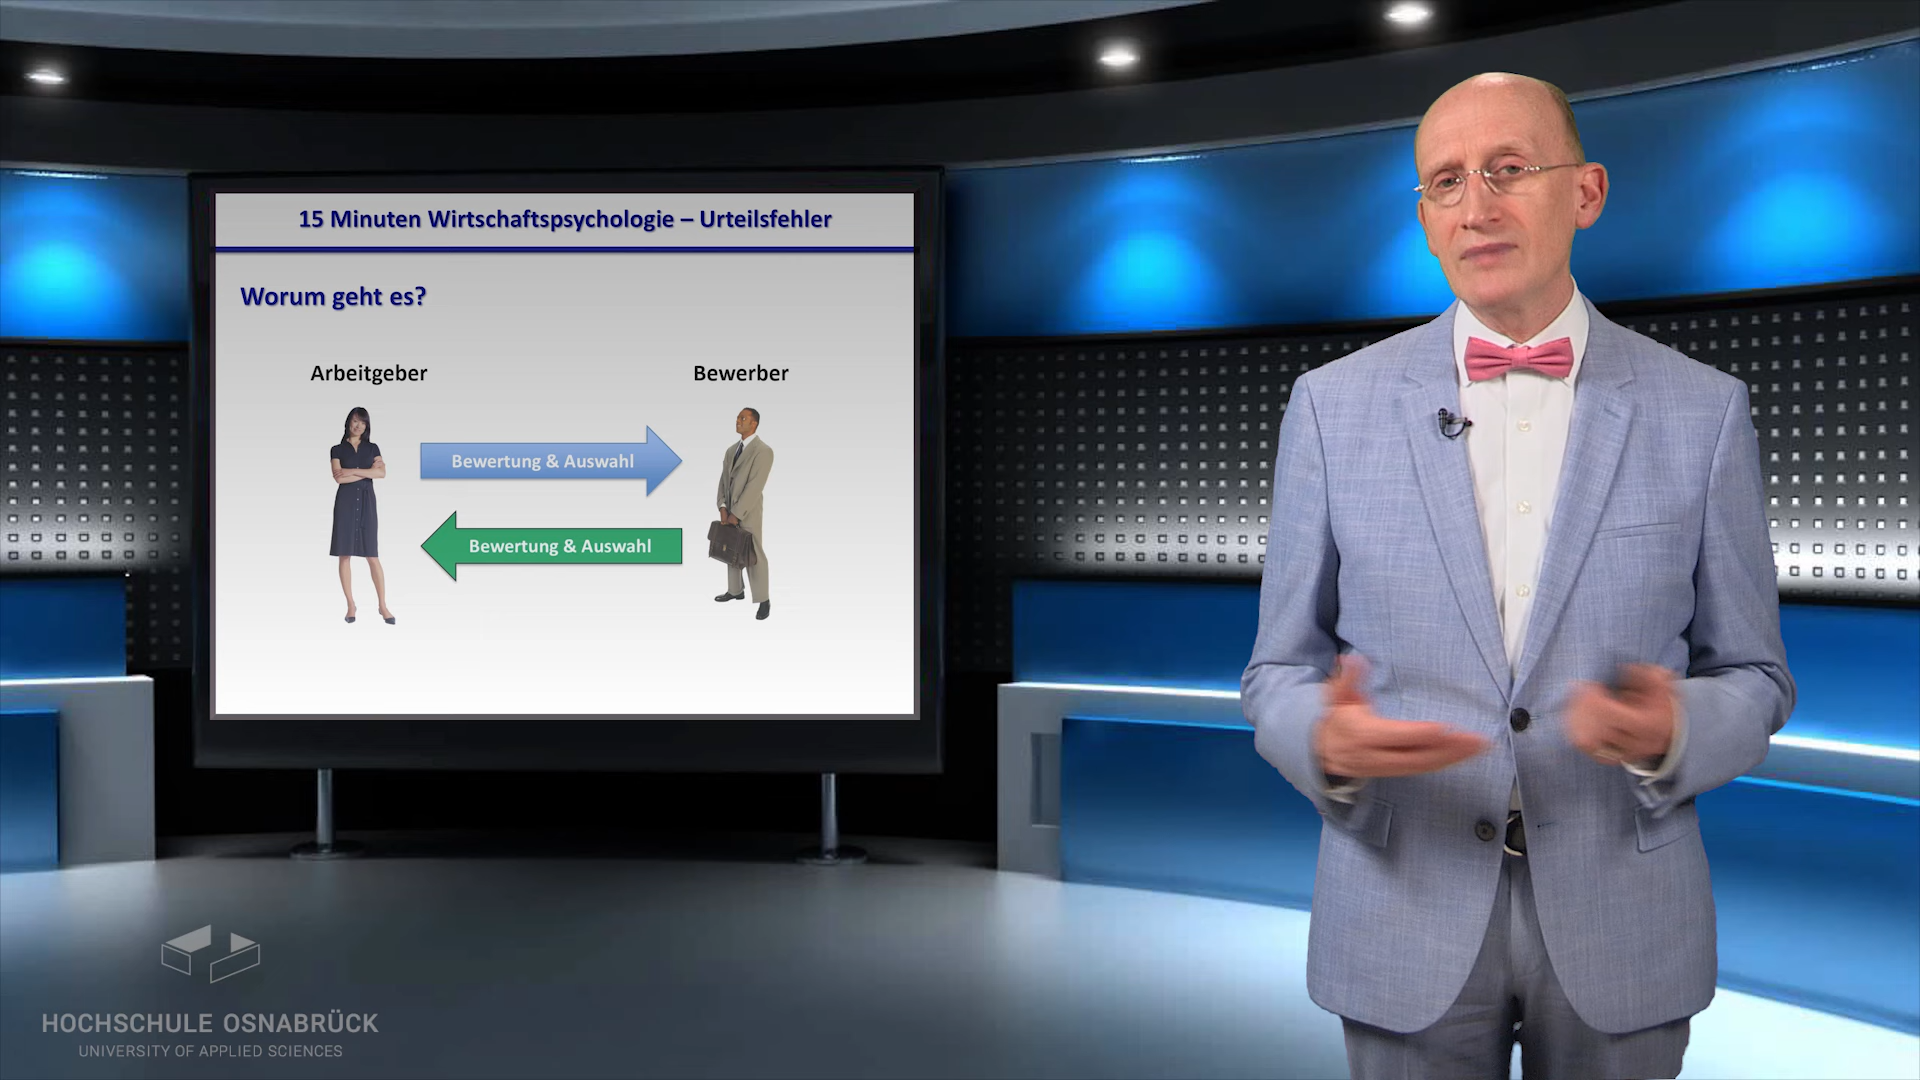 15 Minuten Wirtschaftspsychologie – Urteilsfehler
Worum geht es?
Arbeitgeber
Bewerber
Bewertung & Auswahl
Bewertung & Auswahl
HOCHSCHULE OSNABRÜCK
UNIVERSITY OF APPLIED SCIENCES